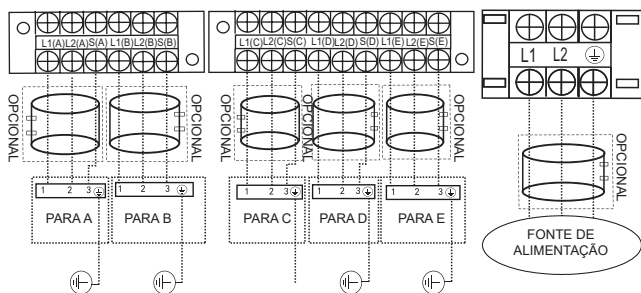 L1(A) L2(A) S(A) L1(B) L2(B) S(B)
L1(C) L2(C) S(C) L1(D) L2(D) S(D) L1(E) L2(E) S(E)
L1 L2
OPCIONAL OPCIONAL OPCIONAL OPCIONAL OPCIONAL
OPCIONAL
1 2 3 1 2 3 1 2 3 1 2 3 1 2 3
PARA A PARA B PARA C PARA D PARA E
FONTE DE
ALIMENTAÇÃO